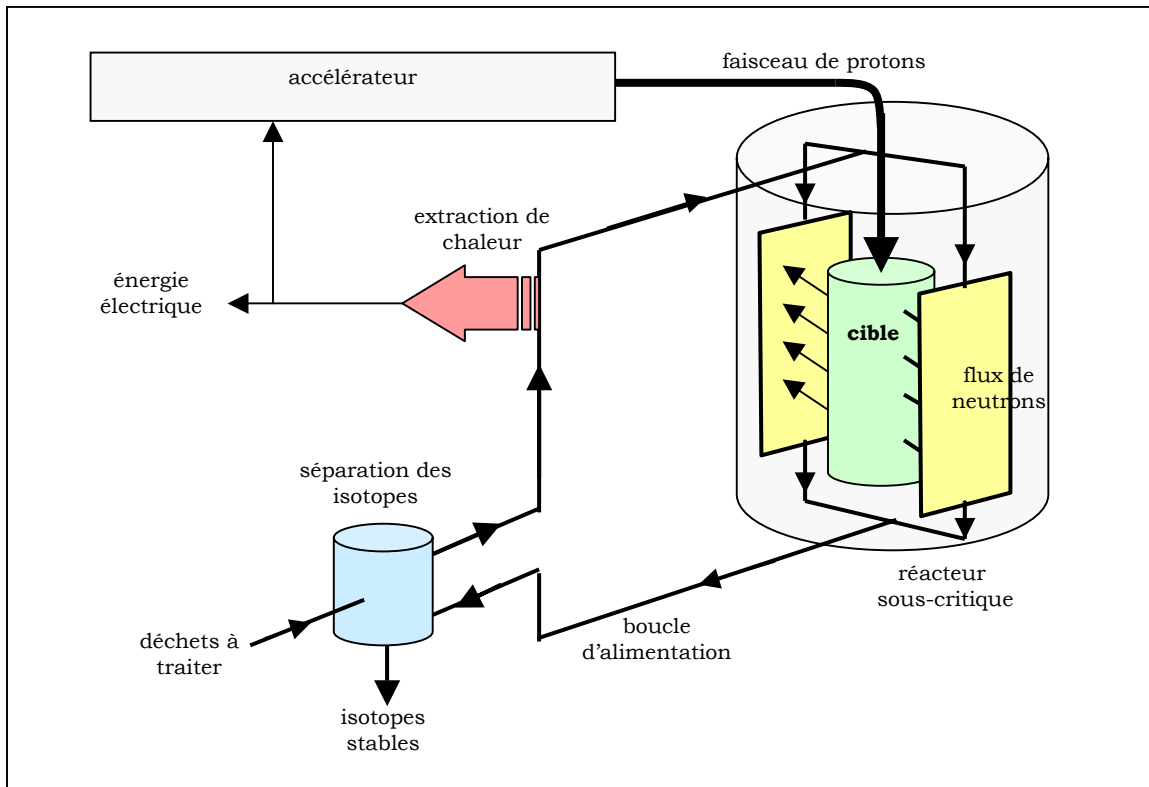 accélérateur
faisceau de protons
extraction de
chaleur
énergie
électrique
cible
flux de
neutrons
séparation des
isotopes
réacteur
sous-critique
déchets à
traiter
boucle
d'alimentation
isotopes
stables